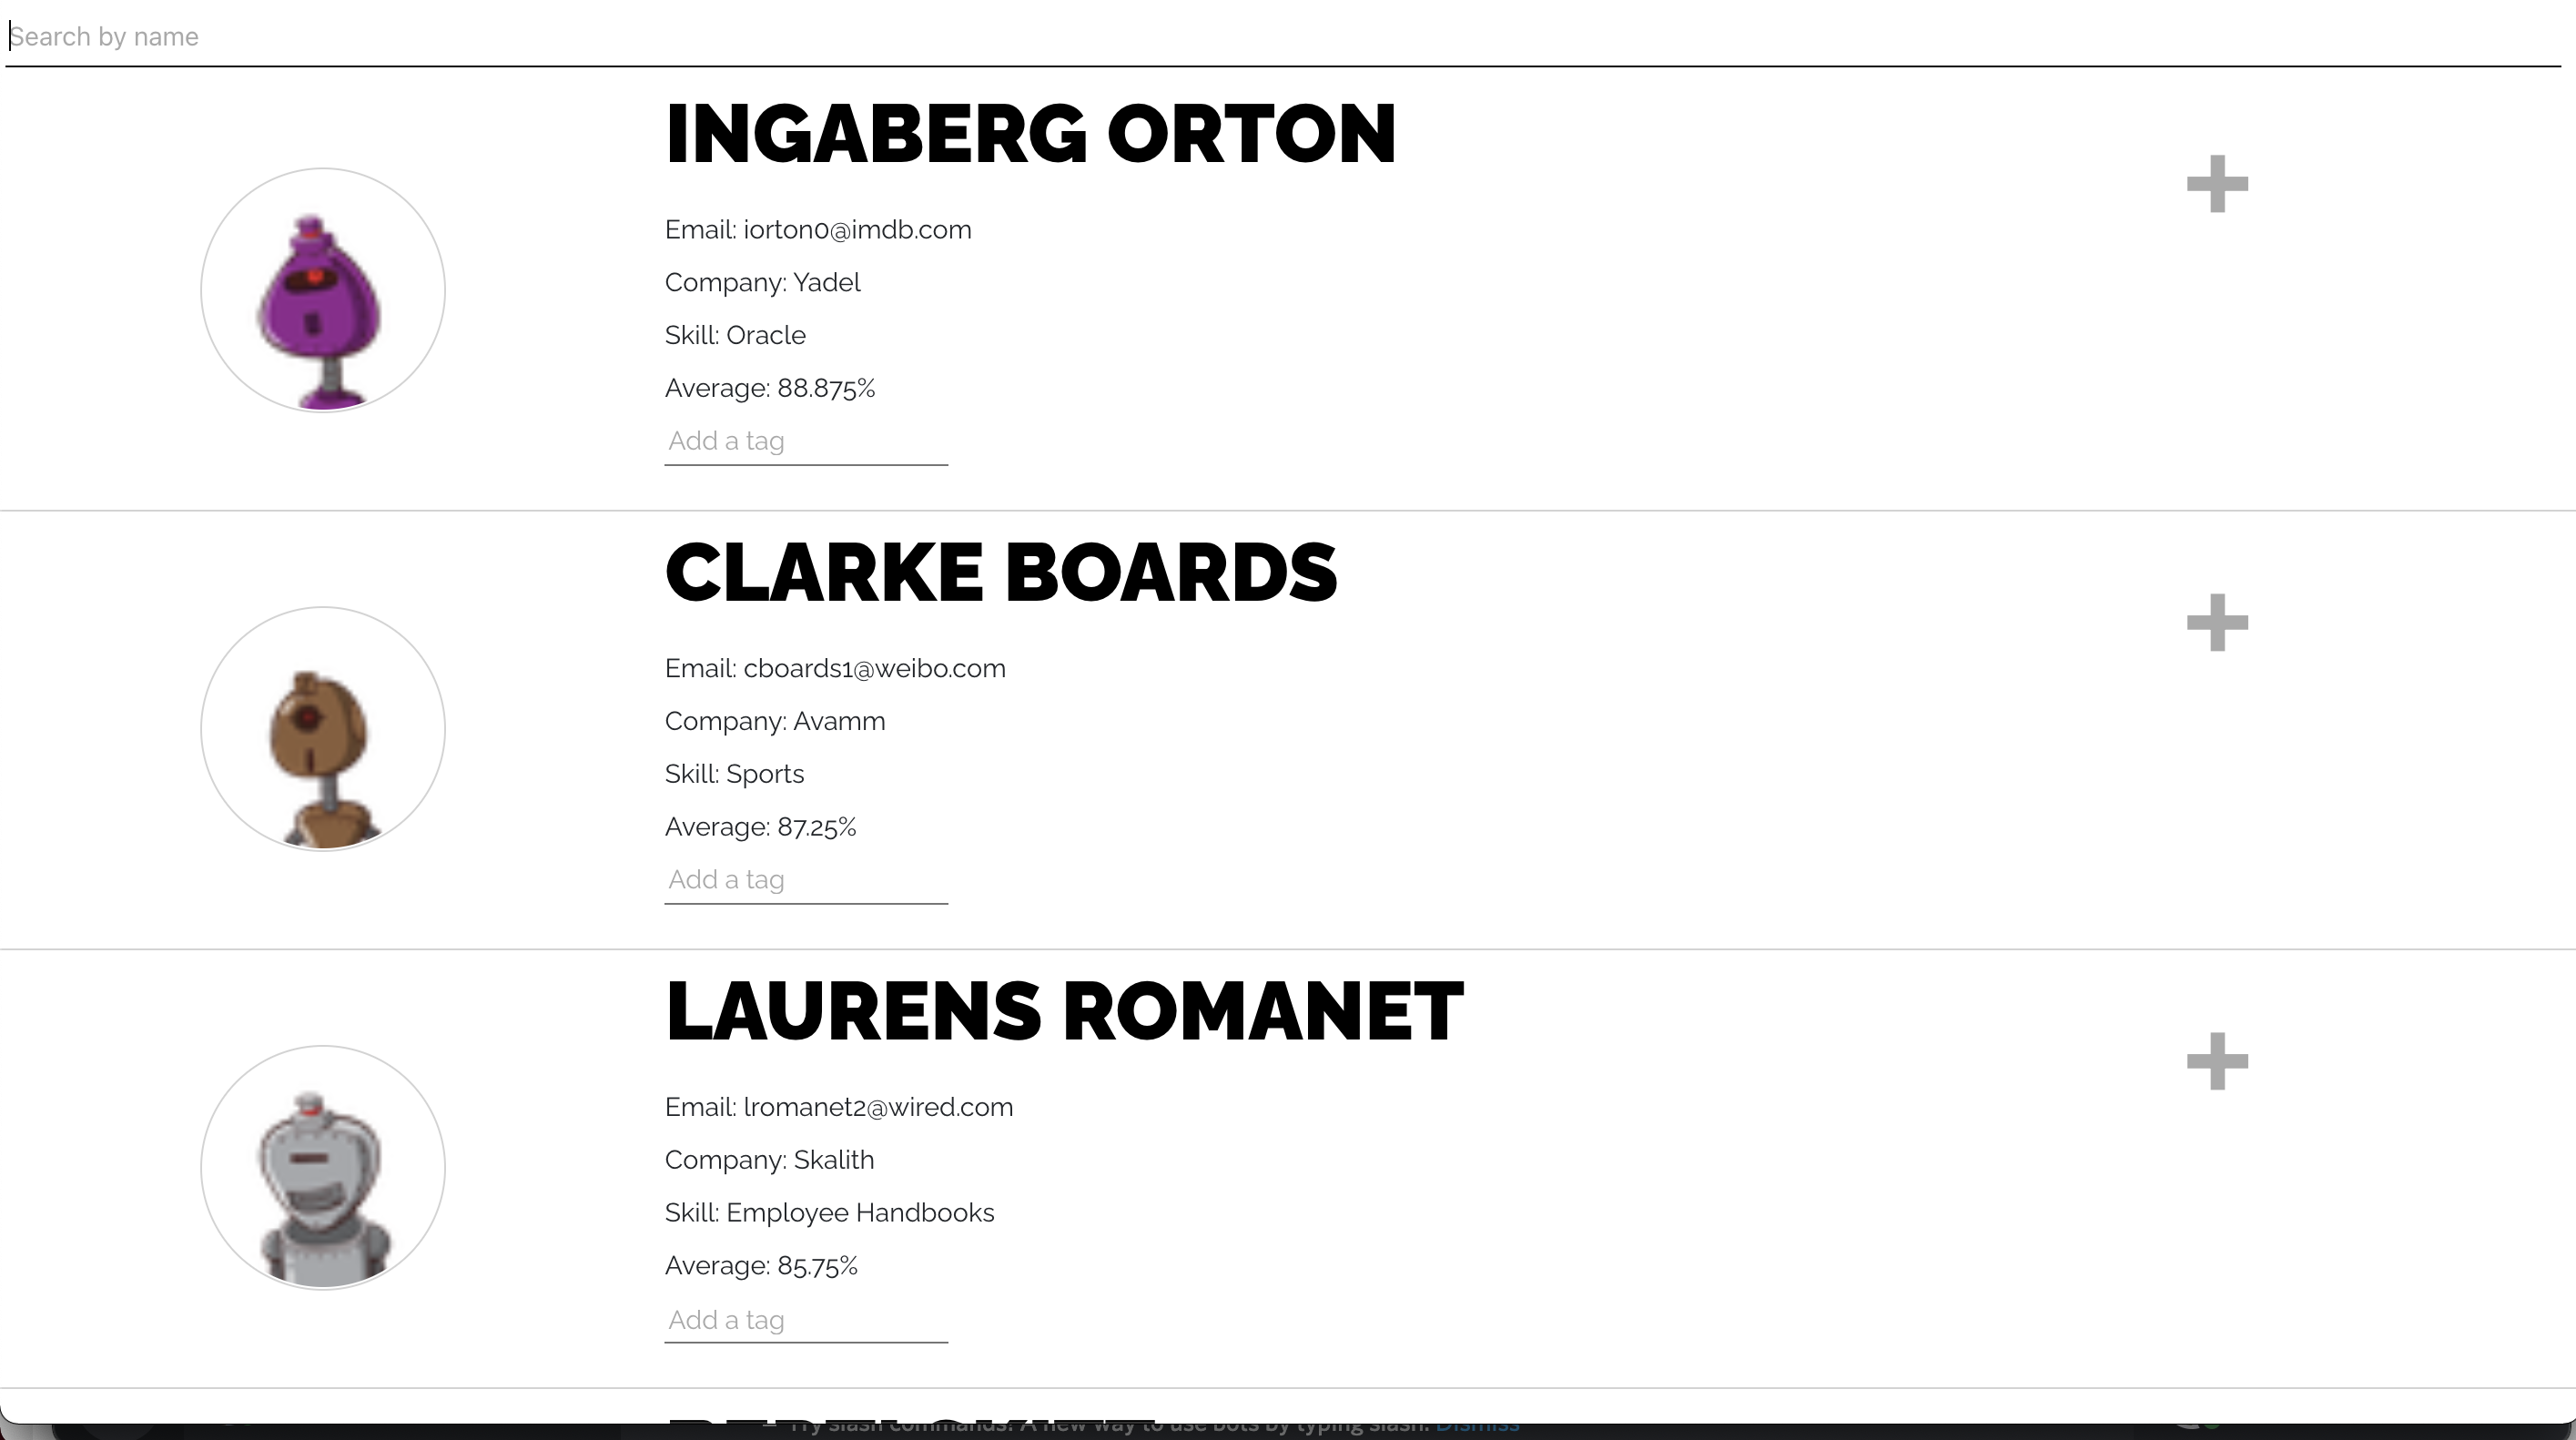 Search by name
INGABERG ORTON
Email: iorton0@imdb.com
Company: Yadel
Skill: Oracle
Average: 88.875%
Add a tag
CLARKE BOARDS
Email: cboards1@weibo.com
Company: Avamm
Skill: Sports
Average: 87.25%
Add a tag
LAURENS ROMANET
Email: lromanet2@wired.com
Company: Skalith
Skill: Employee Handbooks
Average: 85.75%
Add a tag
Try slash commands! A new way to use bots by typing slash. Dismiss